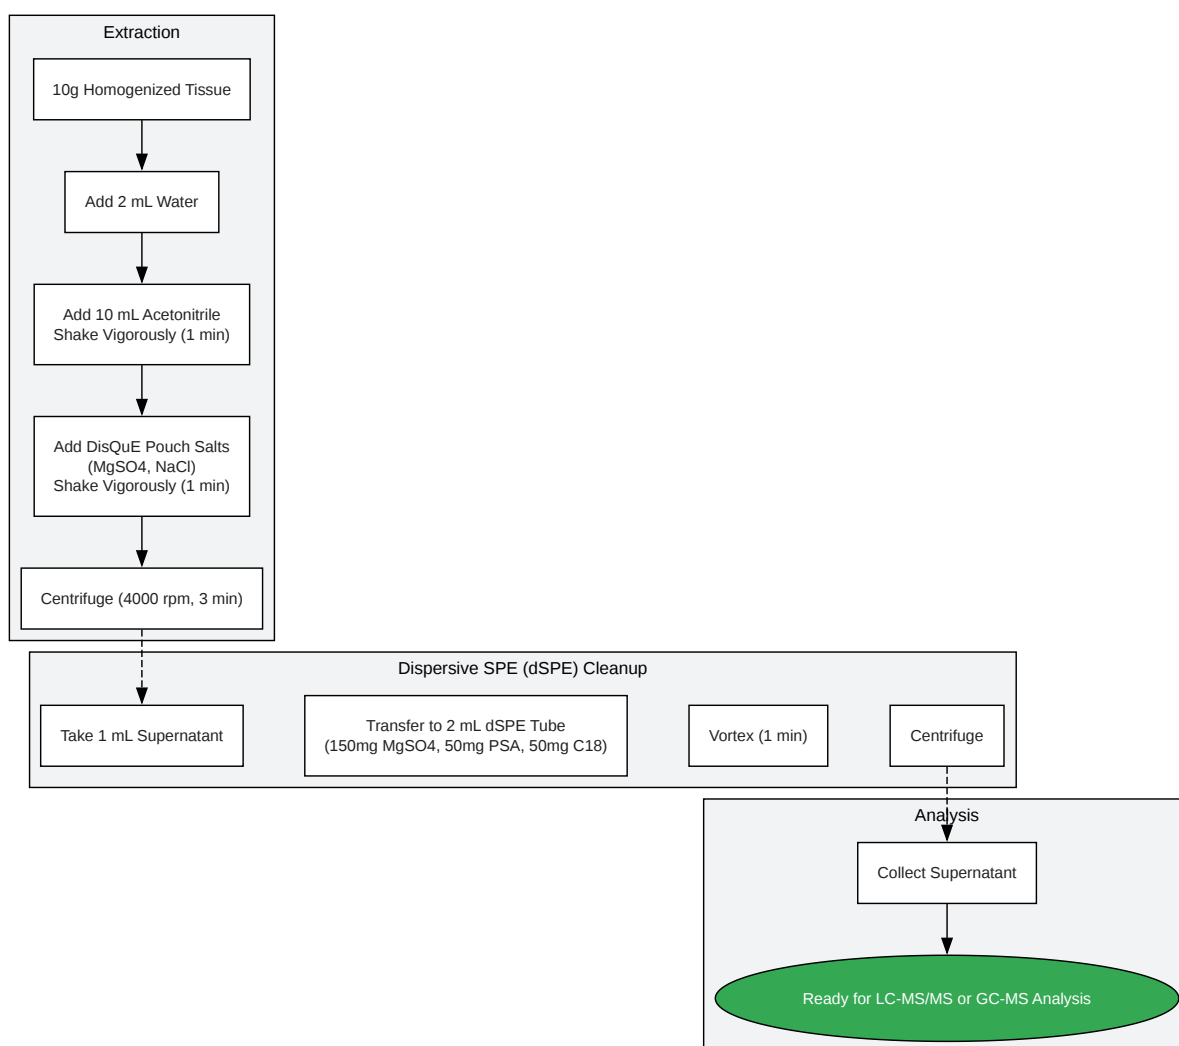 Extraction
10g Homogenized Tissue
Add 2 mL Water
Add 10 mL Acetonitrile
Shake Vigorously (1 min)
Add DisQuE Pouch Salts
(MgSO4, NaCl)
Shake Vigorously (1 min)
Centrifuge (4000 rpm, 3 min)
Dispersive SPE (dSPE) Cleanup
Take 1 mL Supernatant
Transfer to 2 mL dSPE Tube
(150mg MgSO4, 50mg PSA, 50mg C18)
Vortex (1 min)
Centrifuge
Analysis
Collect Supernatant
Ready for LC-MS/MS or GC-MS Analysis